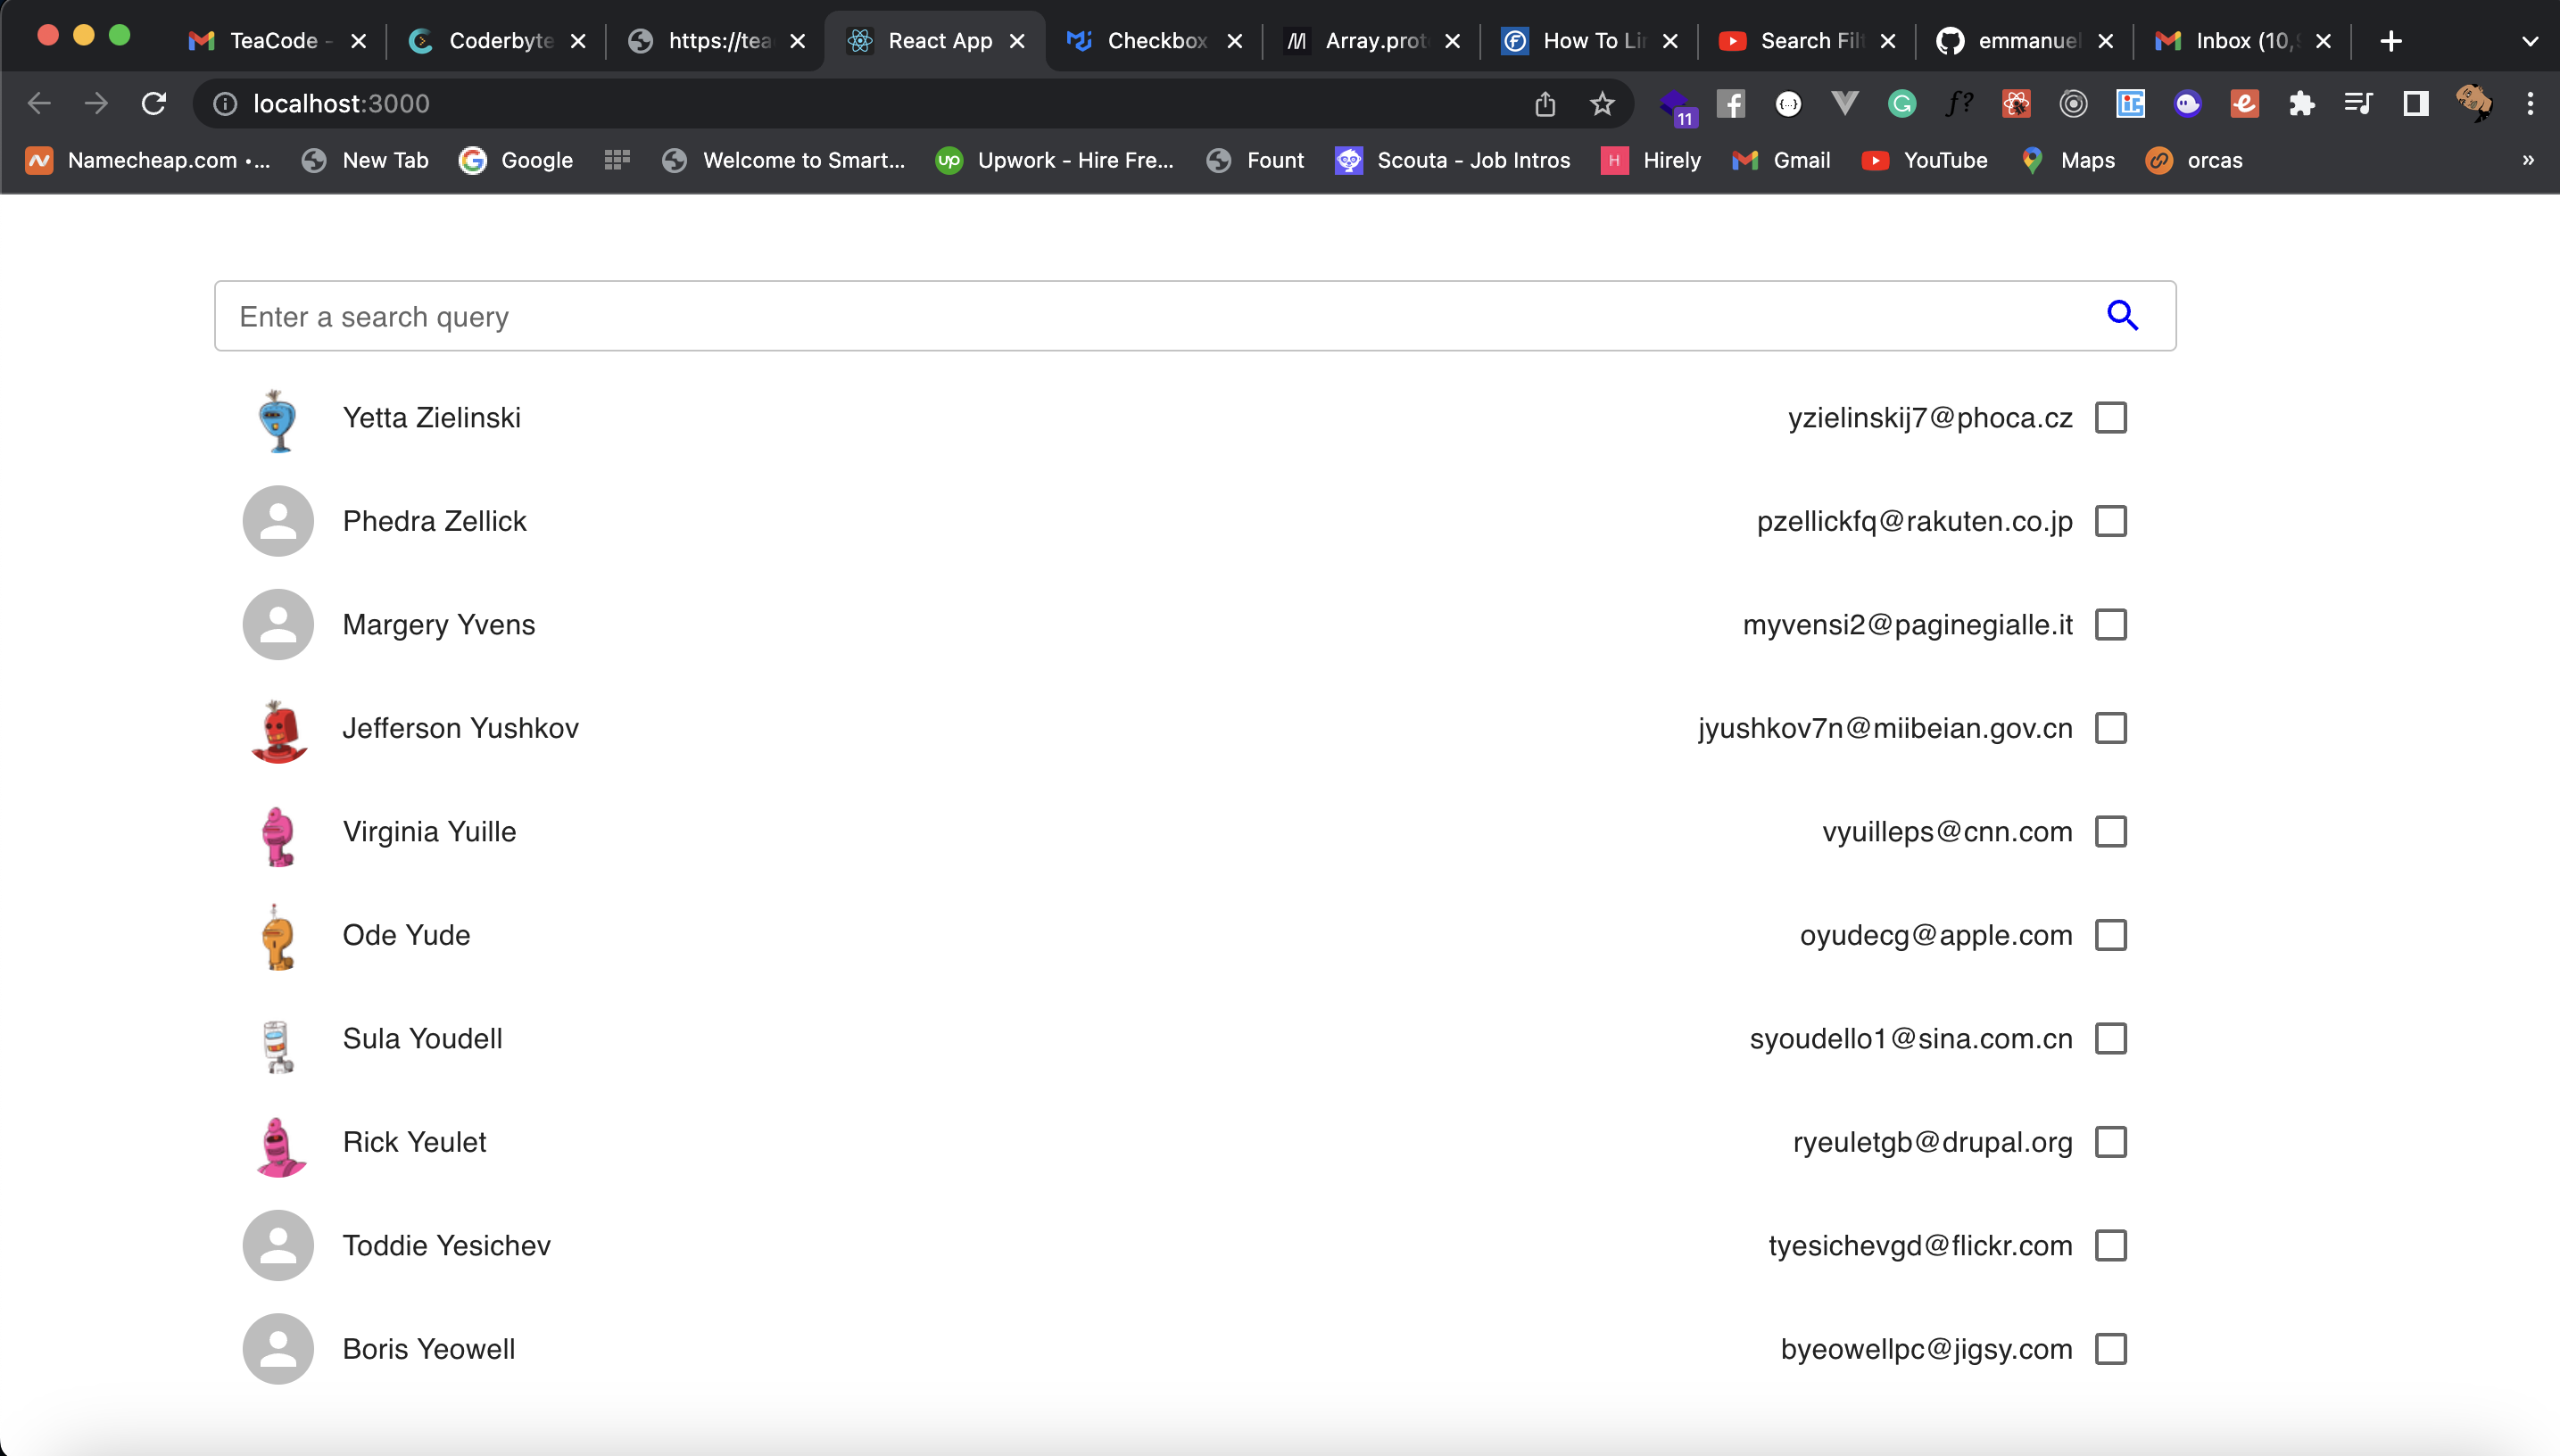 TeaCode - Coderbyte https://tea React App Checkbox Array.prot How To Lin Search Filt emmanuel Inbox (10,
localhost:3000 11
Namecheap.com •... New Tab Google Welcome to Smart... Upwork - Hire Fre... Fount Scouta - Job Intros Hirely Gmail YouTube Maps orcas »
Enter a search query
Yetta Zielinski yzielinskij7@phoca.cz
Phedra Zellick pzellickfq@rakuten.co.jp
Margery Yvens myvensi2@paginegialle.it
Jefferson Yushkov jyushkov7n@miibeian.gov.cn
Virginia Yuille vyuilleps@cnn.com
Ode Yude oyudecg@apple.com
Sula Youdell syoudello1@sina.com.cn
Rick Yeulet ryeuletgb@drupal.org
Toddie Yesichev tyesichevgd@flickr.com
Boris Yeowell byeowellpc@jigsy.com